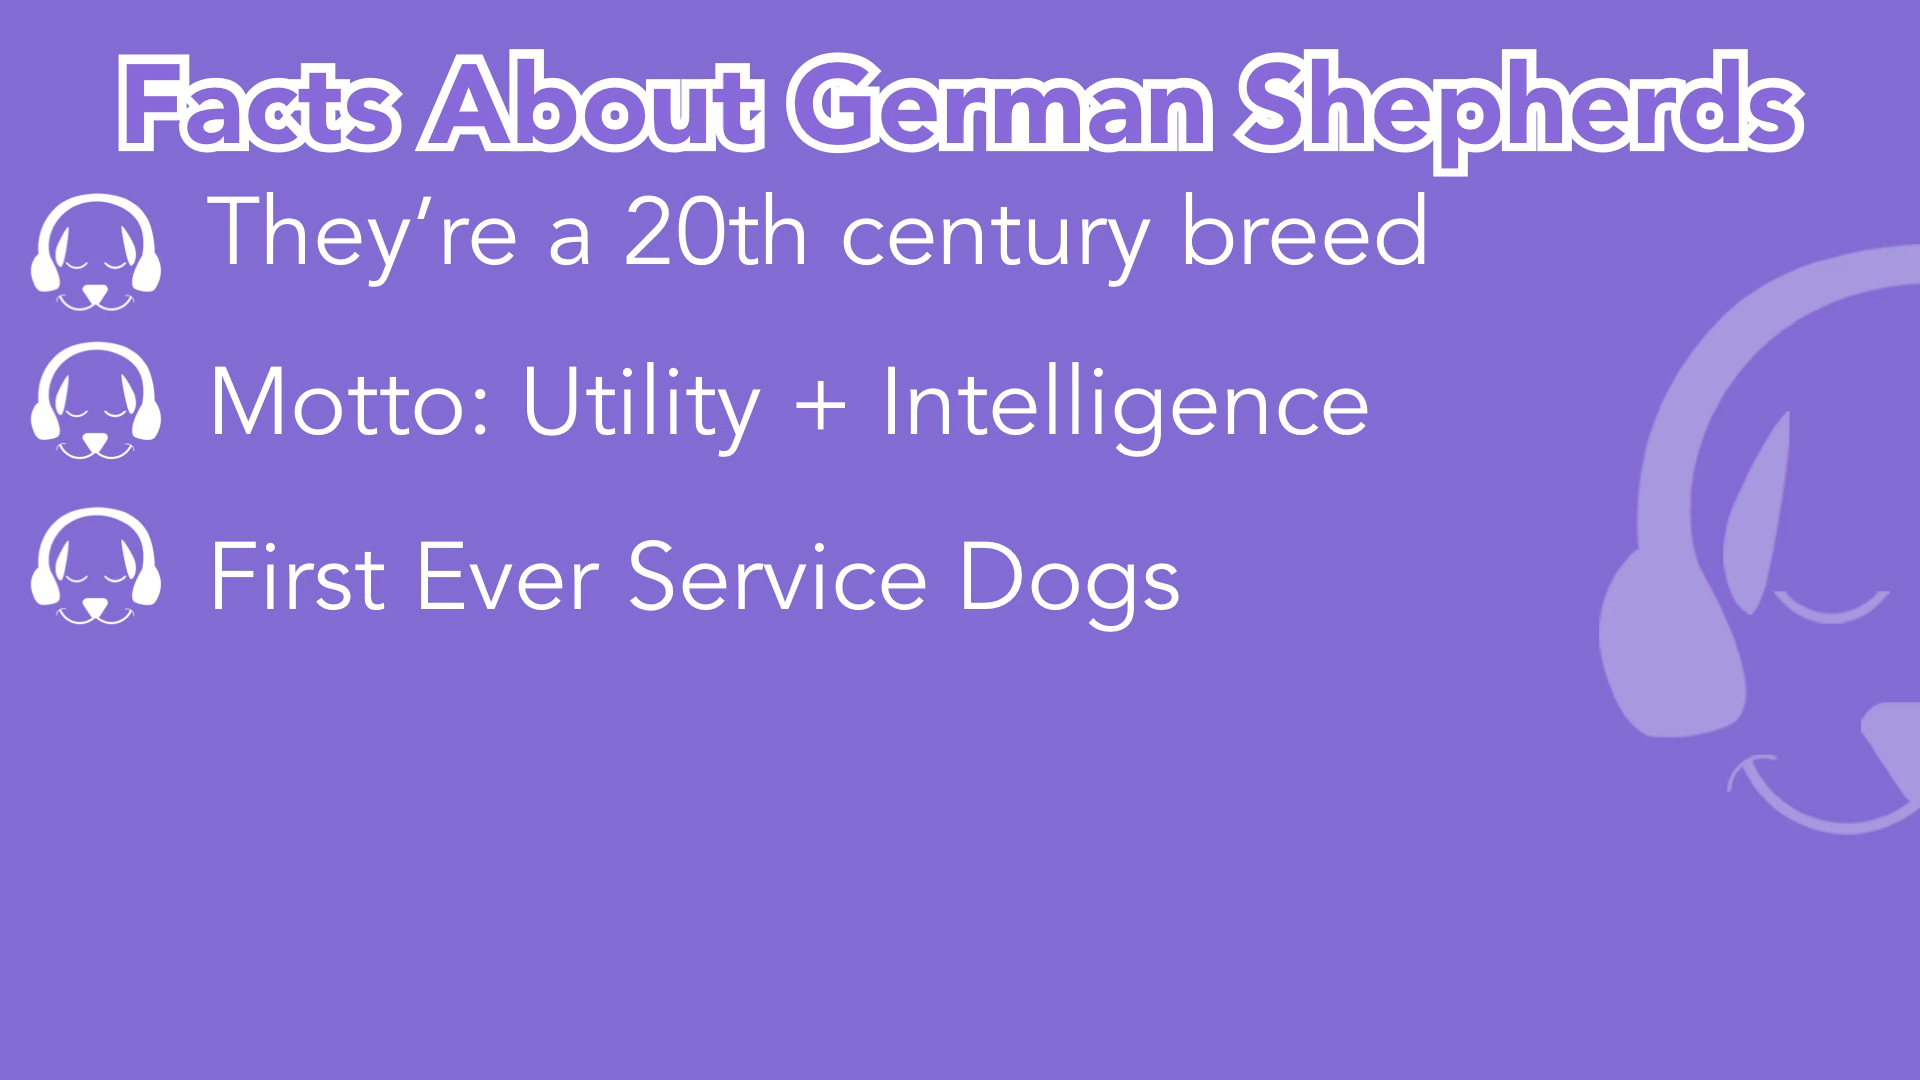 Facts About German Shepherds
They’re a 20th century breed
Motto: Utility + Intelligence
First Ever Service Dogs